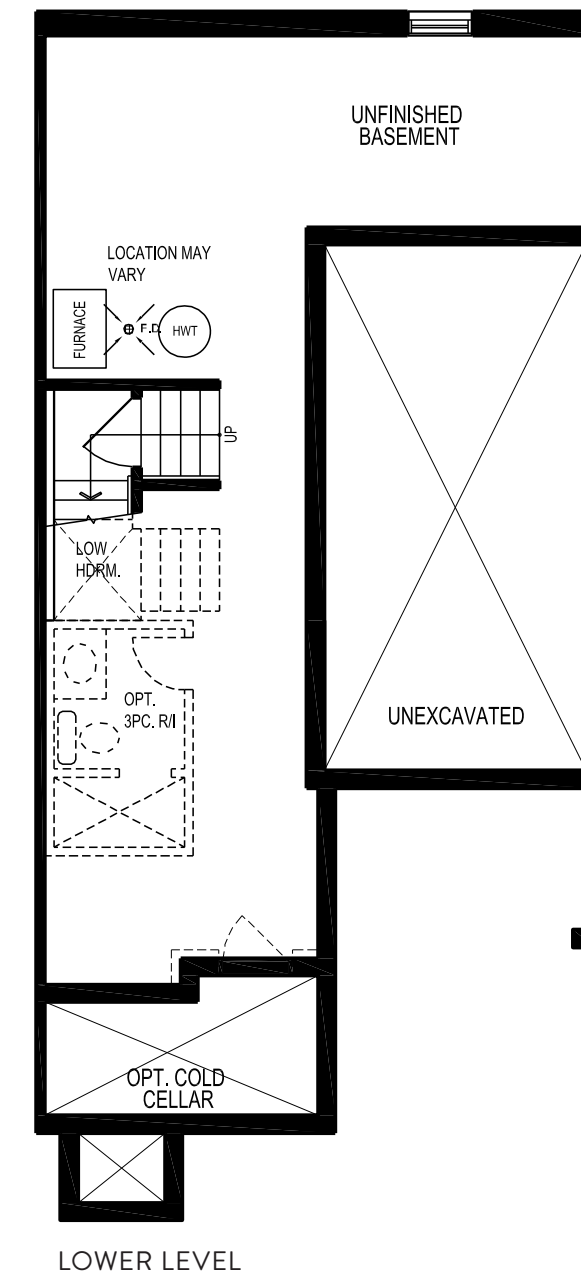 UNFINISHED
BASEMENT
LOCATION MAY
VARY
FURNACE
F.D.
HWT
UP
LOW
HDRM.
OPT.
3PC. R/I
UNEXCAVATED
OPT. COLD
CELLAR
LOWER LEVEL